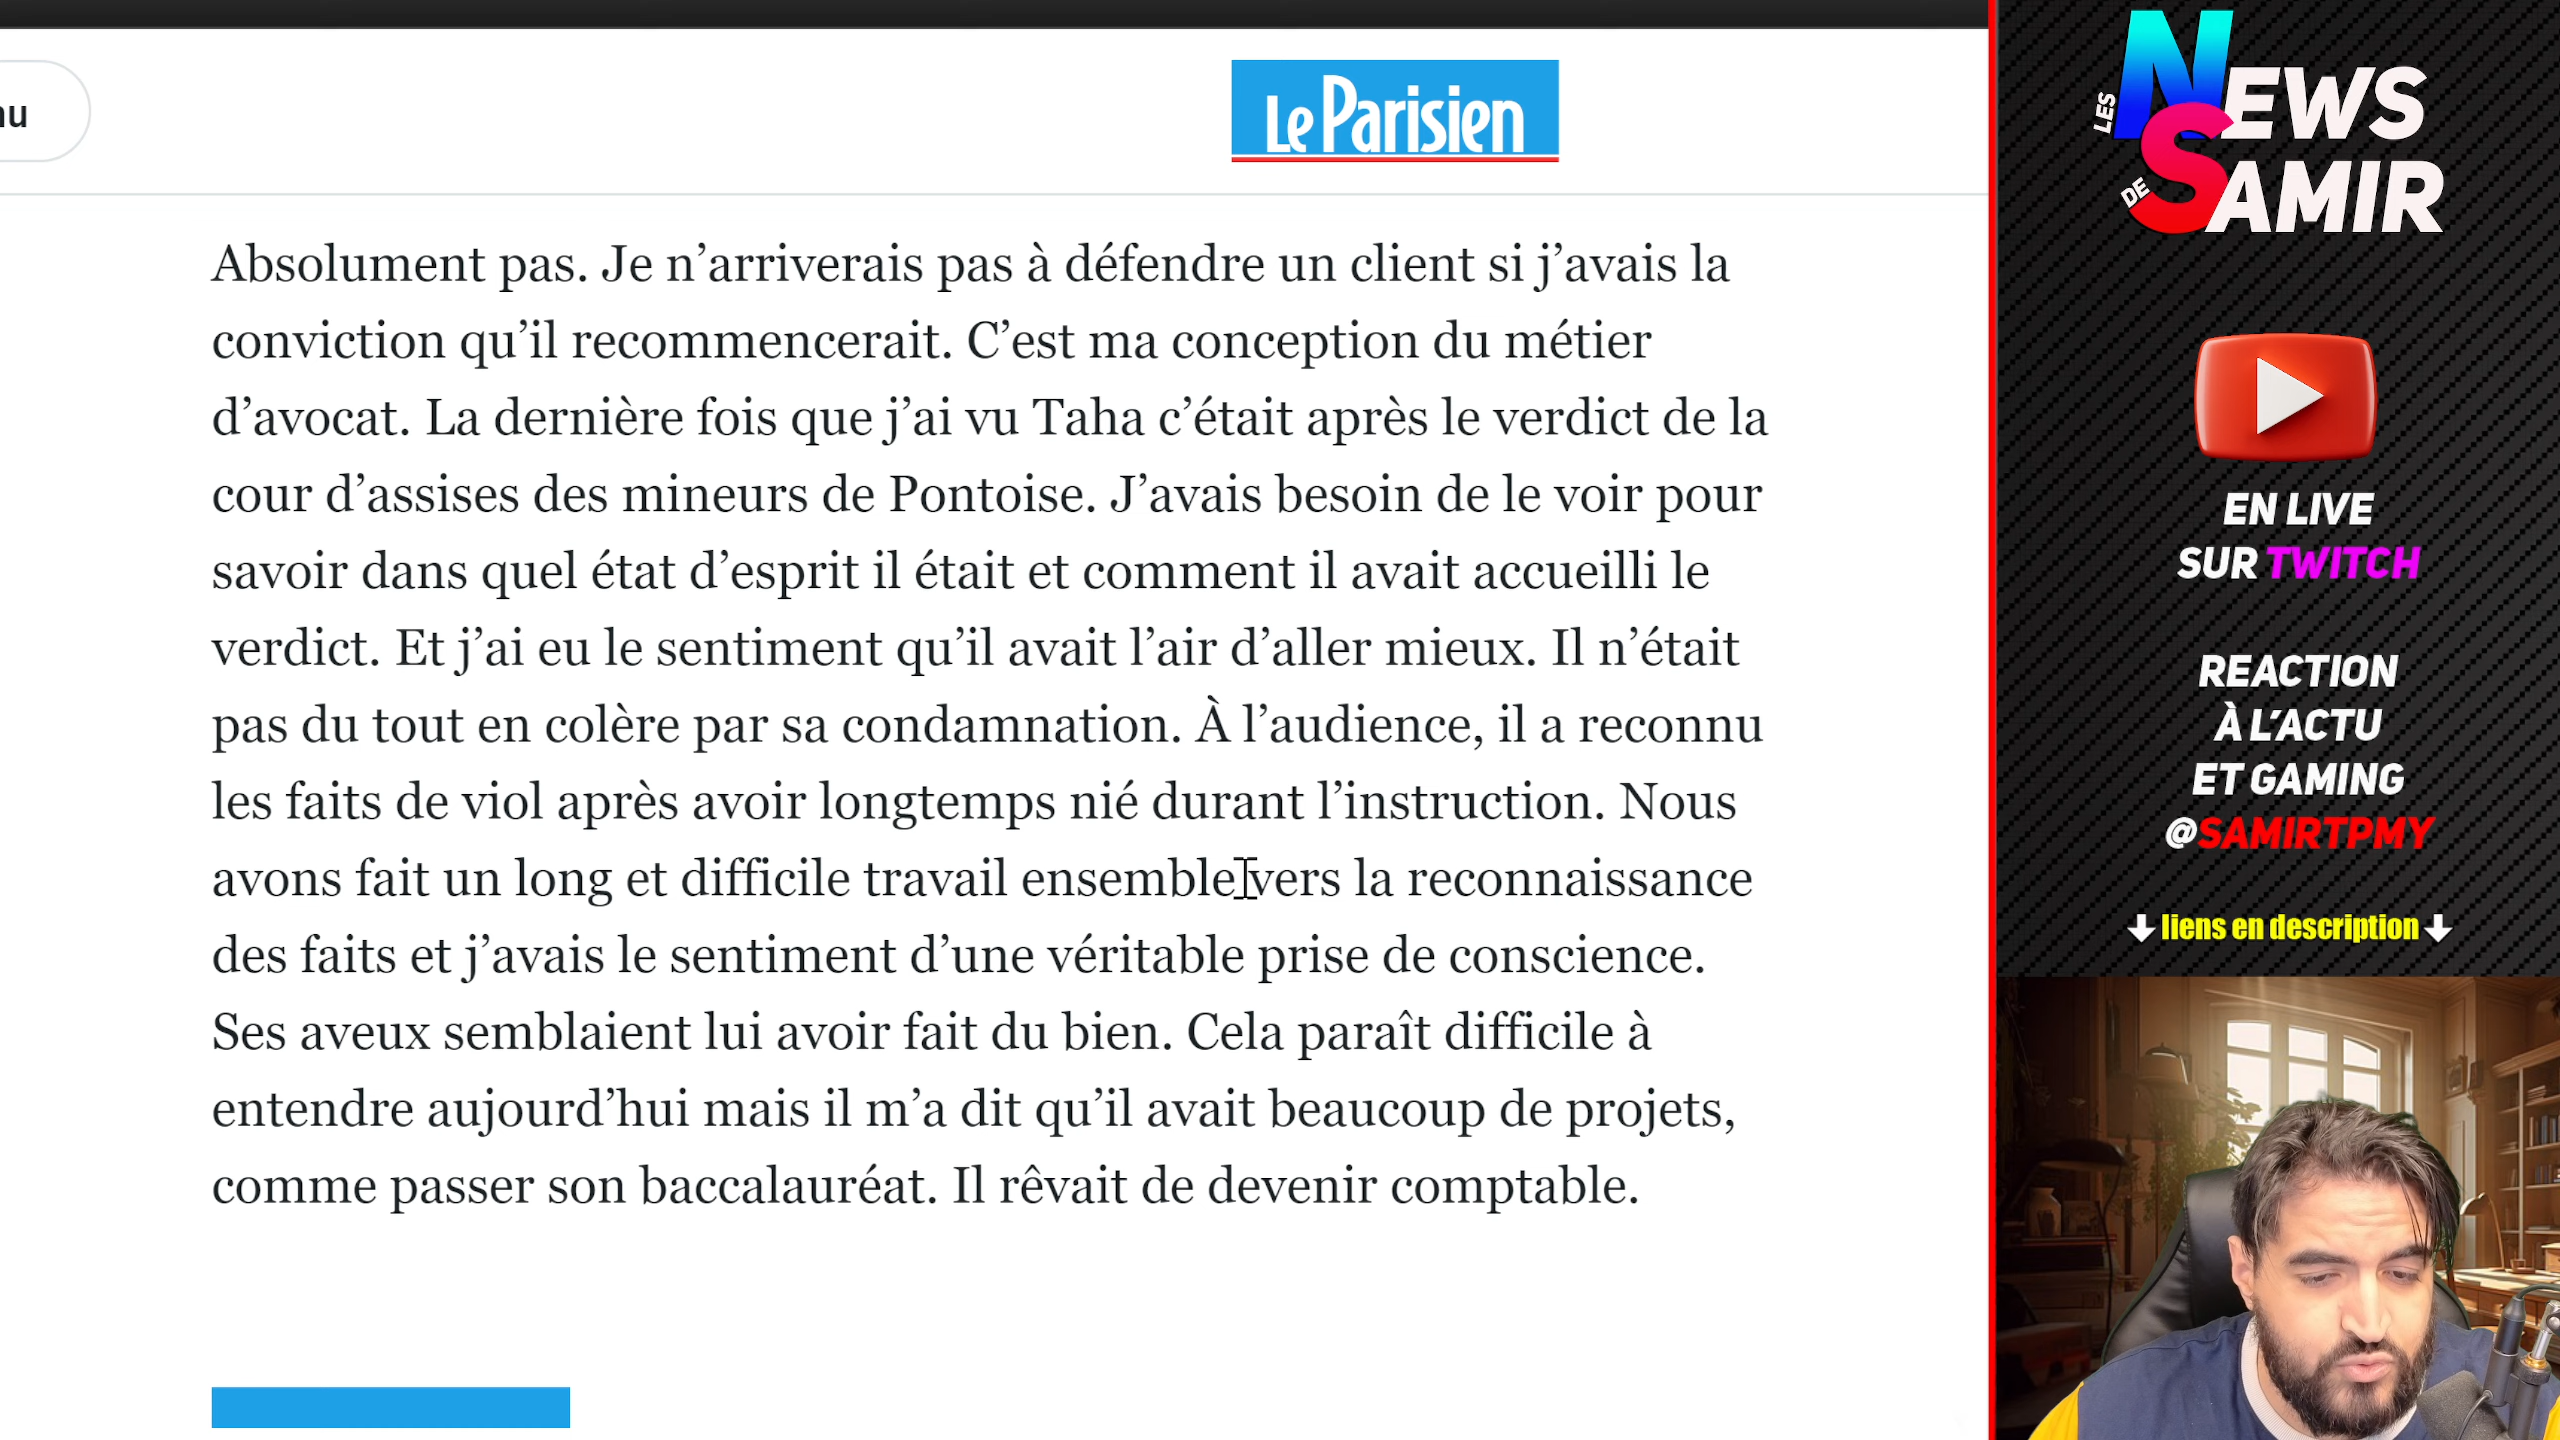 nu
Le Parisien
Absolument pas. Je n’arriverais pas à défendre un client si j’avais la
conviction qu’il recommencerait. C’est ma conception du métier
d’avocat. La dernière fois que j’ai vu Taha c’était après le verdict de la
cour d’assises des mineurs de Pontoise. J’avais besoin de le voir pour
savoir dans quel état d’esprit il était et comment il avait accueilli le
verdict. Et j’ai eu le sentiment qu’il avait l’air d’aller mieux. Il n’était
pas du tout en colère par sa condamnation. À l’audience, il a reconnu
les faits de viol après avoir longtemps nié durant l’instruction. Nous
avons fait un long et difficile travail ensemble vers la reconnaissance
des faits et j’avais le sentiment d’une véritable prise de conscience.
Ses aveux semblaient lui avoir fait du bien. Cela paraît difficile à
entendre aujourd’hui mais il m’a dit qu’il avait beaucoup de projets,
comme passer son baccalauréat. Il rêvait de devenir comptable.
LES NEWS
DE SAMIR
EN LIVE
SUR TWITCH
REACTION
À L’ACTU
ET GAMING
@SAMIRTPMY
liens en description